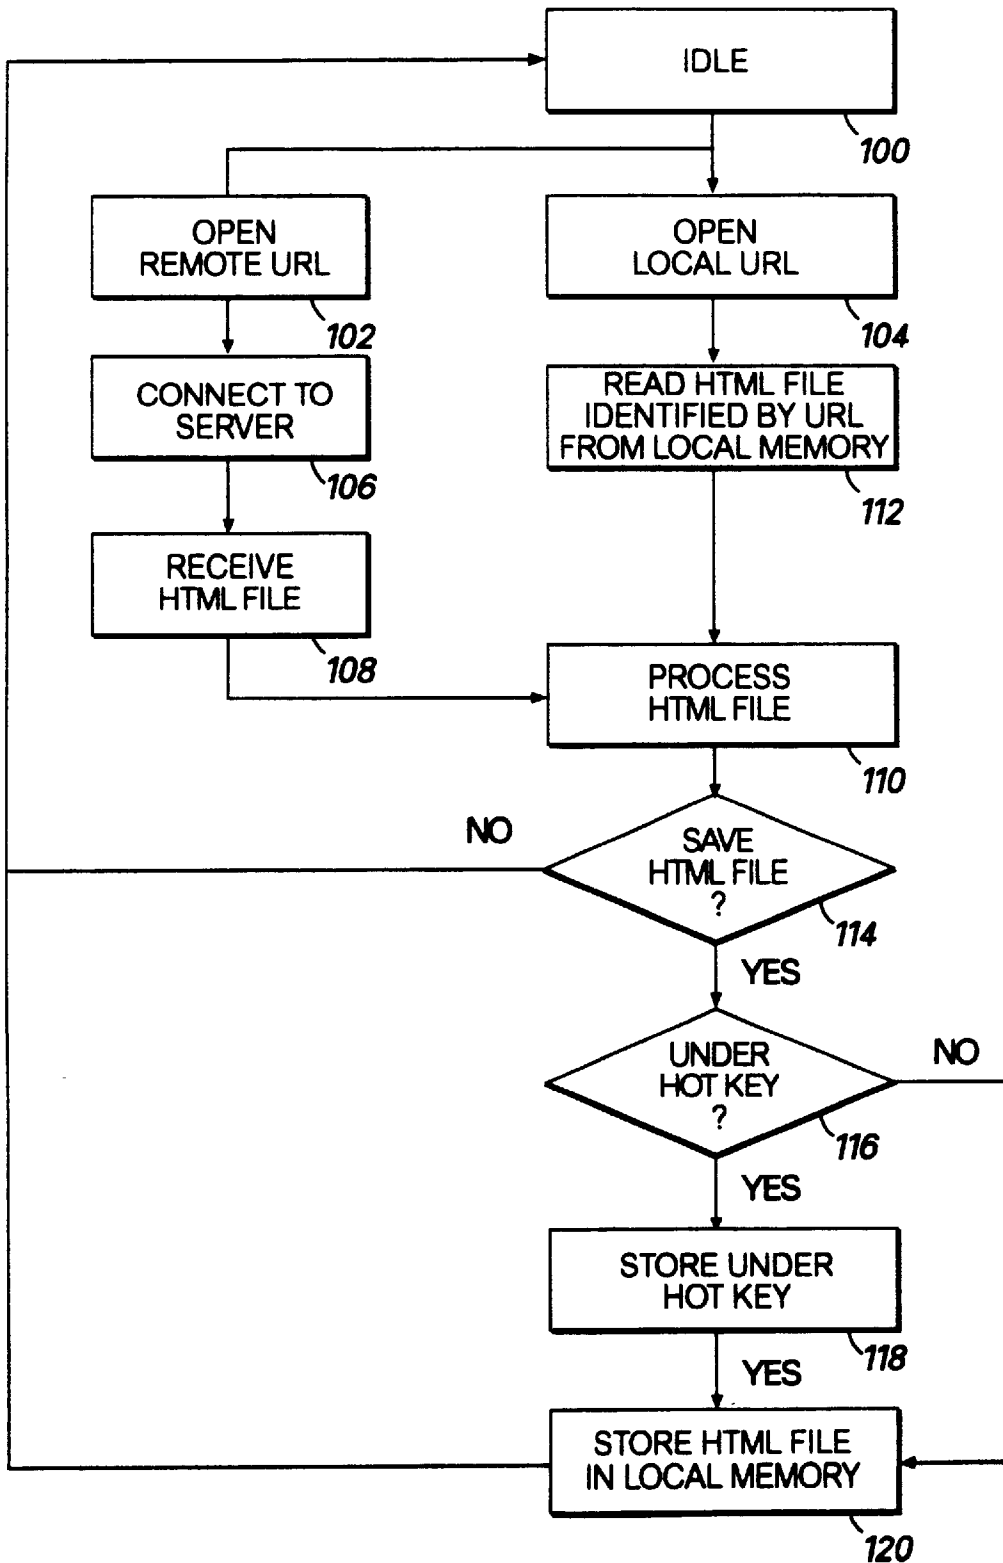 IDLE
100
OPEN
REMOTE URL
102
OPEN
LOCAL URL
104
CONNECT TO
SERVER
106
READ HTML FILE
IDENTIFIED BY URL
FROM LOCAL MEMORY
112
RECEIVE
HTML FILE
108
PROCESS
HTML FILE
110
NO
SAVE
HTML FILE
?
114
YES
UNDER
HOT KEY
?
116
NO
YES
STORE UNDER
HOT KEY
118
YES
STORE HTML FILE
IN LOCAL MEMORY
120